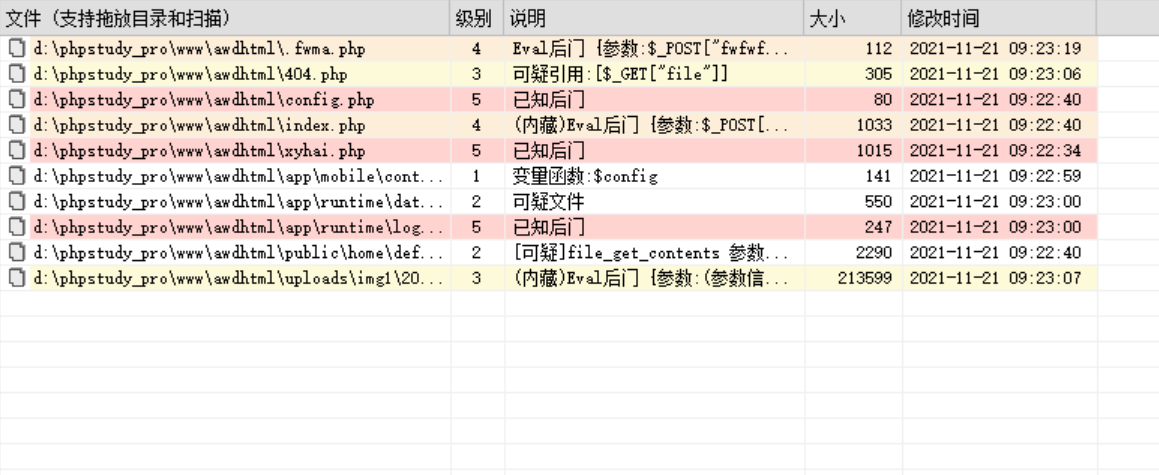 文件 (支持拖放目录和扫描) 级别 说明 大小 修改时间
d:\phpstudy_pro\www\awdhtml\.fwma.php 4 Eval后门 {参数:$_POST["fwfwf... 112 2021-11-21 09:23:19
d:\phpstudy_pro\www\awdhtml\404.php 3 可疑引用:[$_GET["file"]] 305 2021-11-21 09:23:06
d:\phpstudy_pro\www\awdhtml\config.php 5 已知后门 80 2021-11-21 09:22:40
d:\phpstudy_pro\www\awdhtml\index.php 4 (内藏)Eval后门 {参数:$_POST[... 1033 2021-11-21 09:22:40
d:\phpstudy_pro\www\awdhtml\xyhai.php 5 已知后门 1015 2021-11-21 09:22:34
d:\phpstudy_pro\www\awdhtml\app\mobile\cont... 1 变量函数:$config 141 2021-11-21 09:22:59
d:\phpstudy_pro\www\awdhtml\app\runtime\dat... 2 可疑文件 550 2021-11-21 09:23:00
d:\phpstudy_pro\www\awdhtml\app\runtime\log... 5 已知后门 247 2021-11-21 09:23:00
d:\phpstudy_pro\www\awdhtml\public\home\def... 2 [可疑]file_get_contents 参数... 2290 2021-11-21 09:22:40
d:\phpstudy_pro\www\awdhtml\uploads\img1\20... 3 (内藏)Eval后门 {参数:(参数信... 213599 2021-11-21 09:23:07